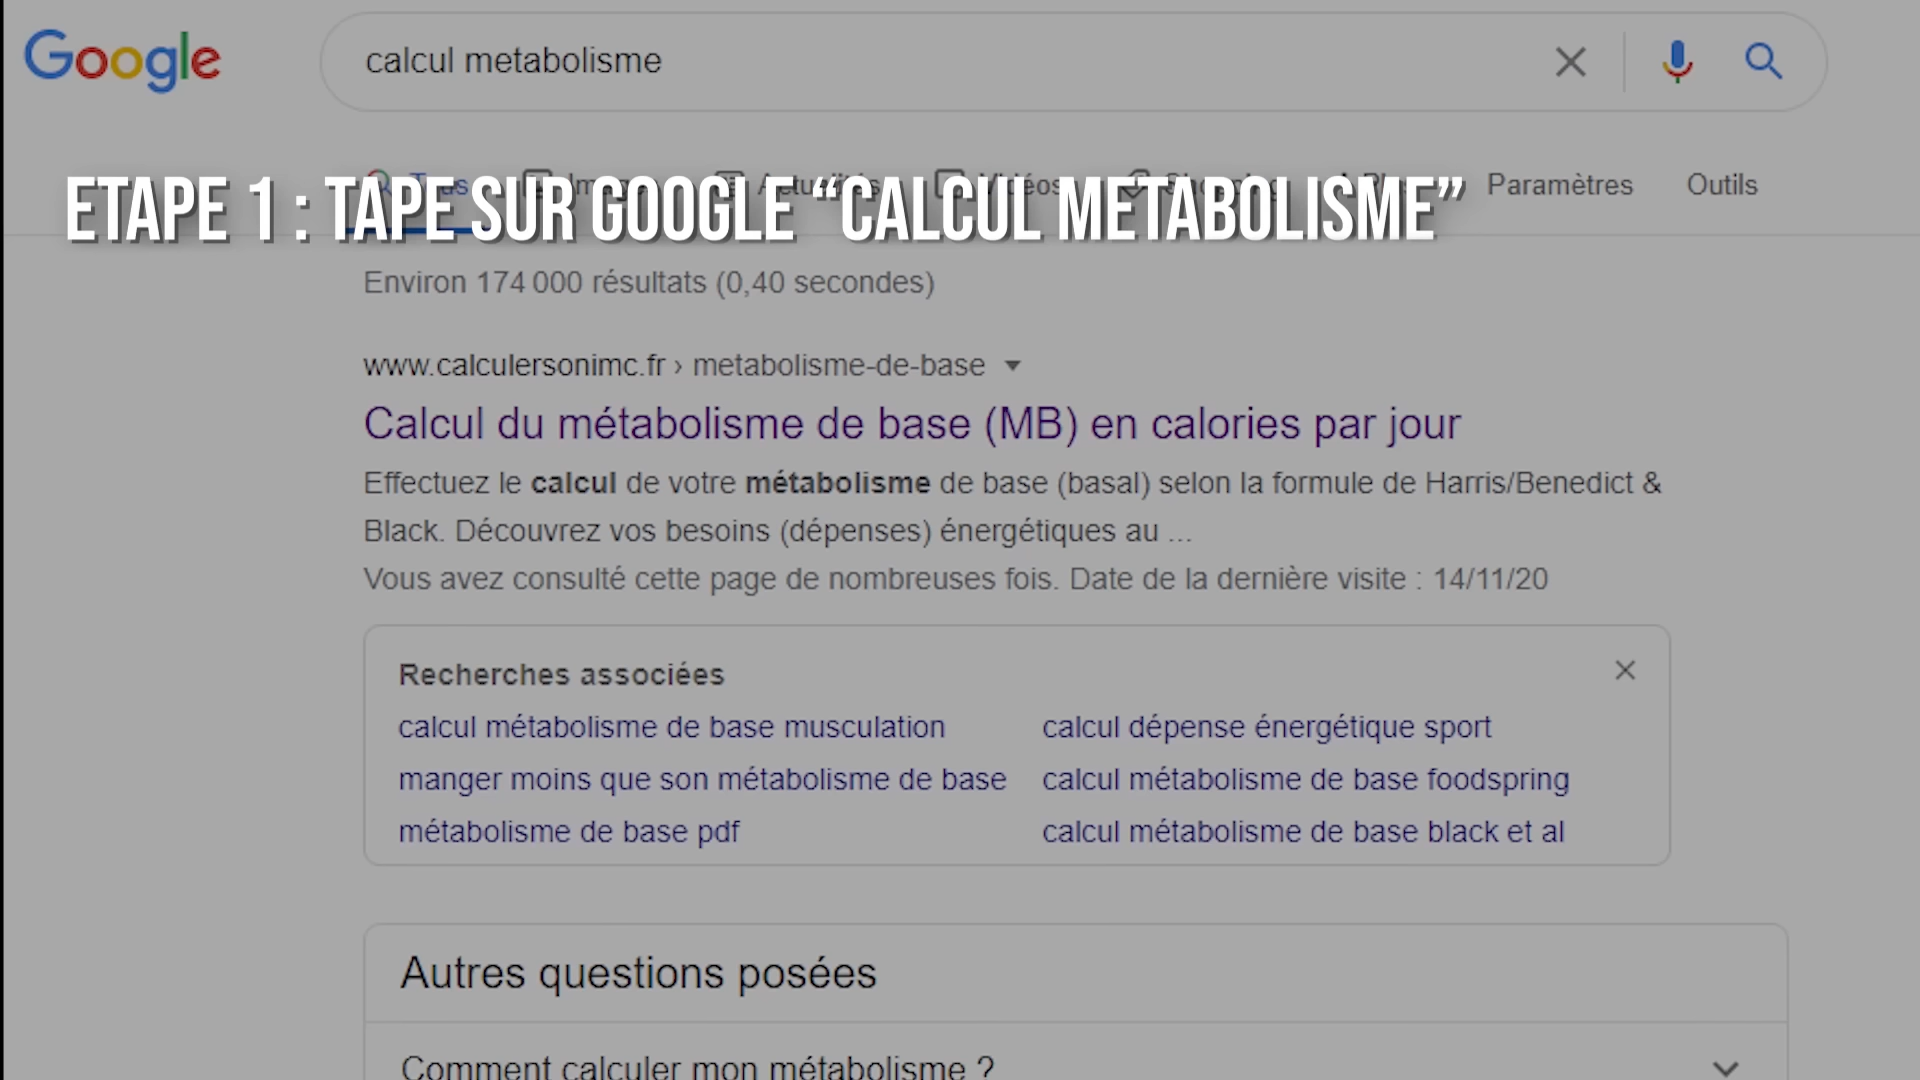 Google
calcul metabolisme
Tous Images Actualités Vidéos Shopping Plus Paramètres Outils
ETAPE 1 : TAPE SUR GOOGLE “CALCUL METABOLISME”
Environ 174 000 résultats (0,40 secondes)
www.calculersonimc.fr › metabolisme-de-base
Calcul du métabolisme de base (MB) en calories par jour
Effectuez le calcul de votre métabolisme de base (basal) selon la formule de Harris/Benedict &
Black. Découvrez vos besoins (dépenses) énergétiques au ...
Vous avez consulté cette page de nombreuses fois. Date de la dernière visite : 14/11/20
Recherches associées
calcul métabolisme de base musculation
calcul dépense énergétique sport
manger moins que son métabolisme de base
calcul métabolisme de base foodspring
métabolisme de base pdf
calcul métabolisme de base black et al
Autres questions posées
Comment calculer mon métabolisme ?